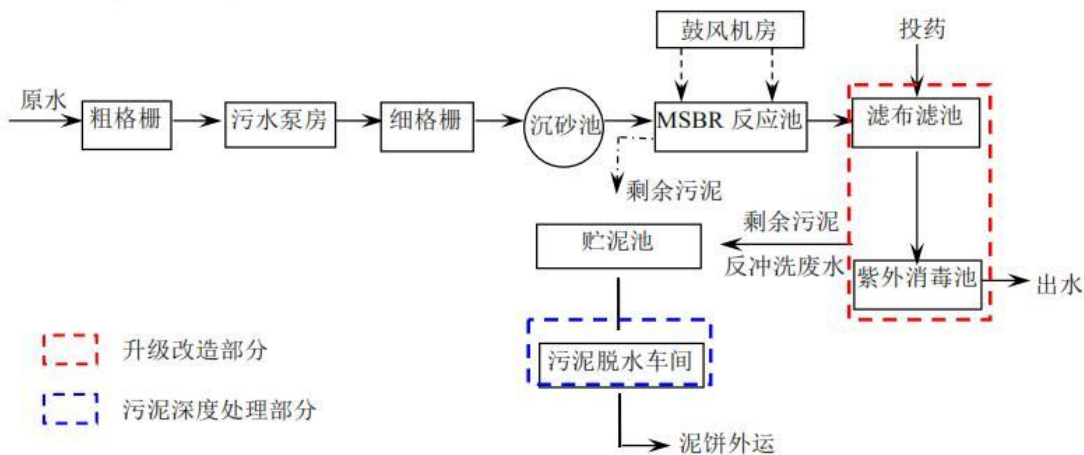 鼓风机房
投药
原水
粗格栅
污水泵房
细格栅
沉砂池
MSBR 反应池
滤布滤池
剩余污泥
剩余污泥
贮泥池
反冲洗废水
紫外消毒池
出水
升级改造部分
污泥脱水车间
污泥深度处理部分
泥饼外运